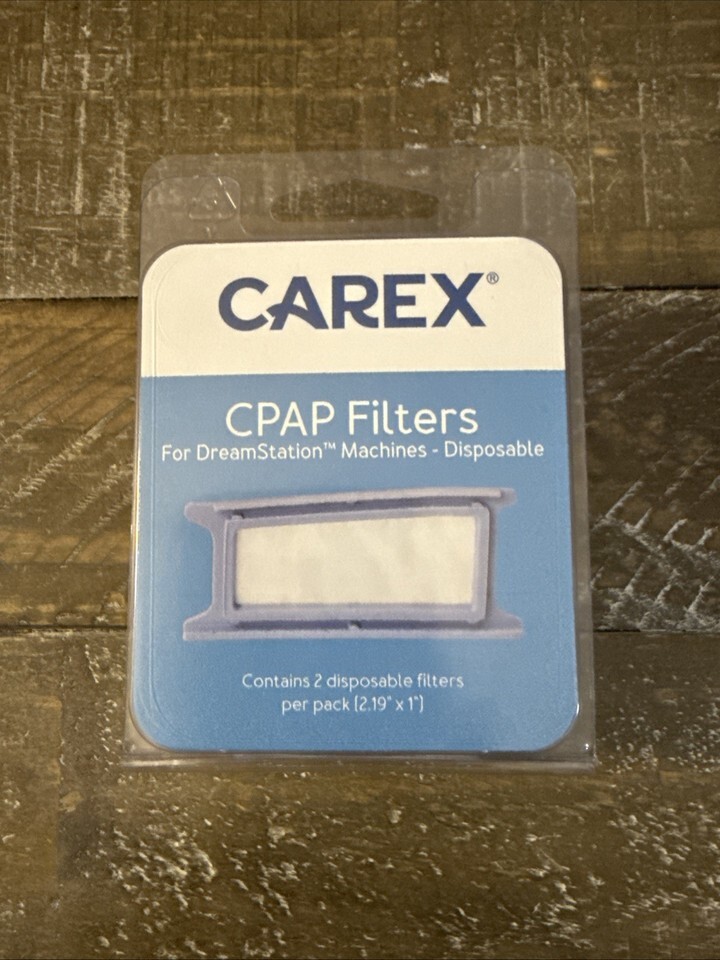 CAREX®
CPAP Filters
For DreamStation™ Machines - Disposable
Contains 2 disposable filters
per pack (2.19" x 1")